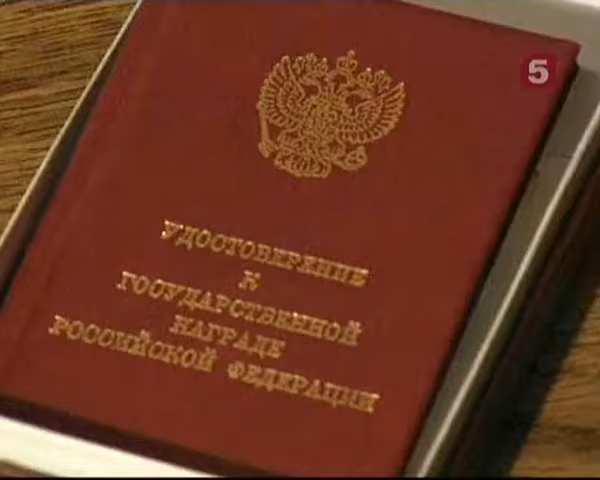 5
УДОСТОВЕРЕНИЕ
К
ГОСУДАРСТВЕННОЙ
НАГРАДЕ
РОССИЙСКОЙ ФЕДЕРАЦИИ